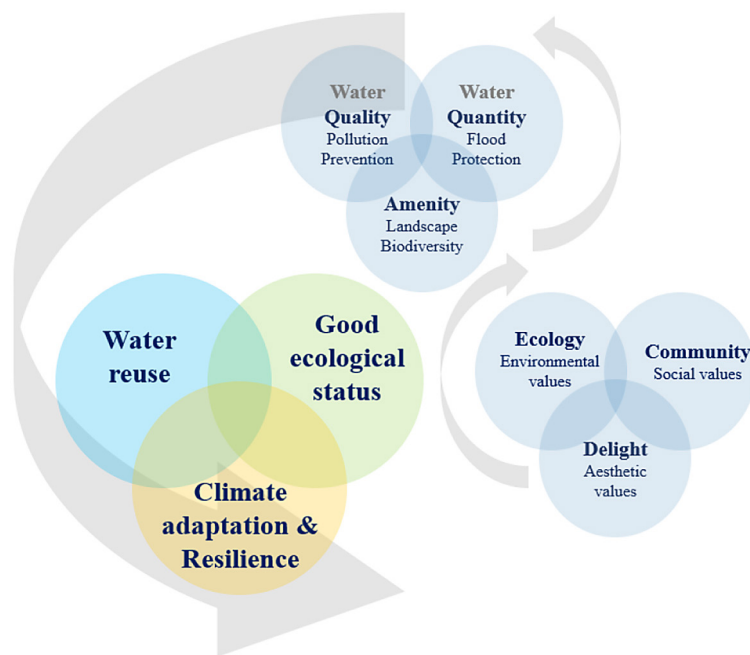 Water
Quality
Pollution
Prevention
Water
Quantity
Flood
Protection
Amenity
Landscape
Biodiversity
Water
reuse
Good
ecological
status
Climate
adaptation &
Resilience
Ecology
Environmental
values
Community
Social values
Delight
Aesthetic
values